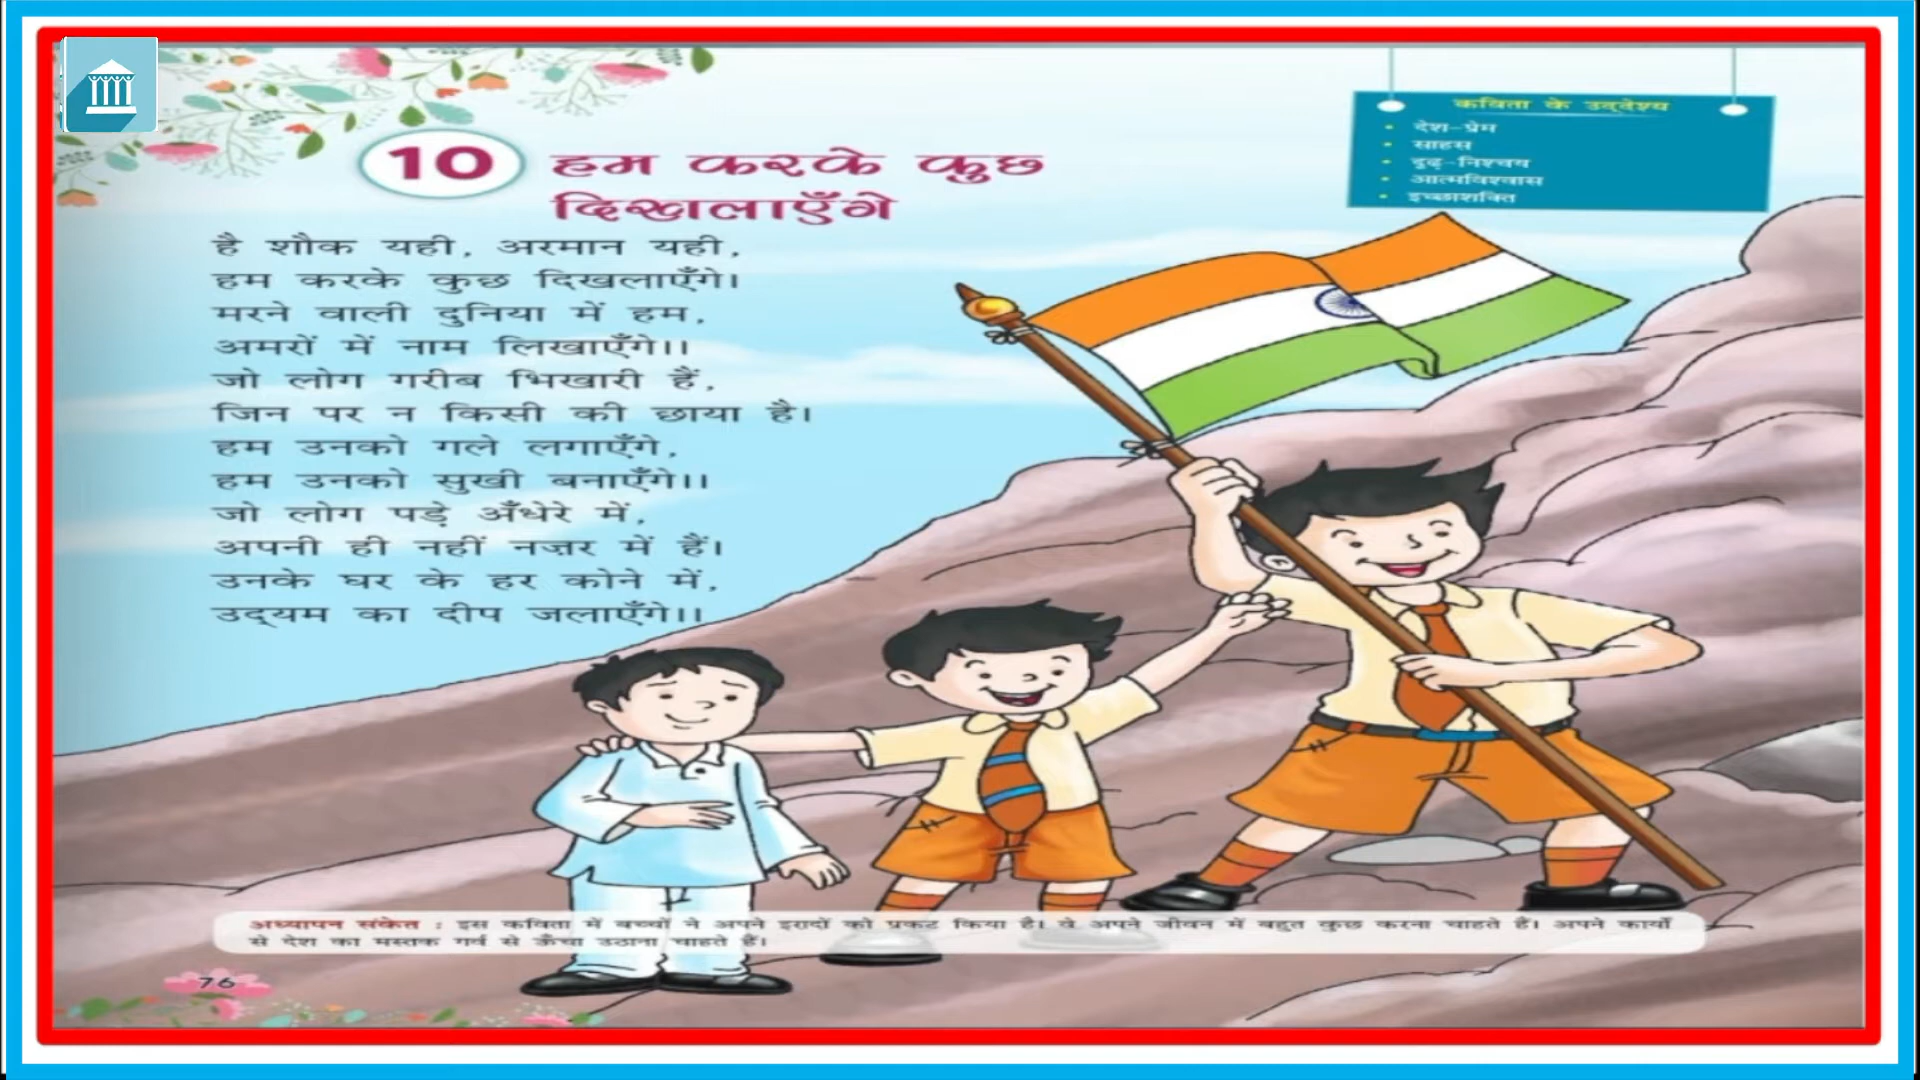 10 हम करके कुछ
दिखलाएँगे
कविता के उद्देश्य
• देश-प्रेम
• साहस
• दृढ़-निश्चय
• आत्मविश्वास
• इच्छाशक्ति
है शौक यही, अरमान यही,
हम करके कुछ दिखलाएँगे।
मरने वाली दुनिया में हम,
अमरों में नाम लिखाएँगे।।
जो लोग गरीब भिखारी हैं,
जिन पर न किसी की छाया है।
हम उनको गले लगाएँगे,
हम उनको सुखी बनाएँगे।।
जो लोग पड़े अँधेरे में,
अपनी ही नहीं नज़र में हैं।
उनके घर के हर कोने में,
उद्यम का दीप जलाएँगे।।
अध्यापन संकेत : इस कविता में बच्चों ने अपने इरादों को प्रकट किया है। वे अपने जीवन में बहुत कुछ करना चाहते हैं। अपने कार्यों
से देश का मस्तक गर्व से ऊँचा उठाना चाहते हैं।
76